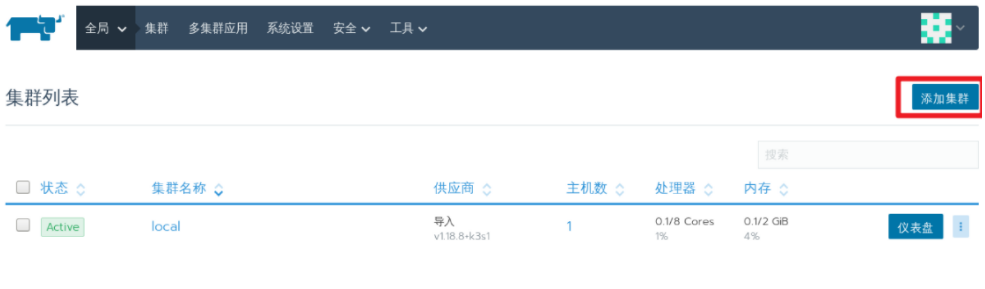 全局 集群 多集群应用 系统设置 安全 工具
集群列表 添加集群
搜索
状态 集群名称 供应商 主机数 处理器 内存
Active local 导入 1 0.1/8 Cores 0.1/2 GiB 仪表盘
v1.18.8+k3s1 1% 4%